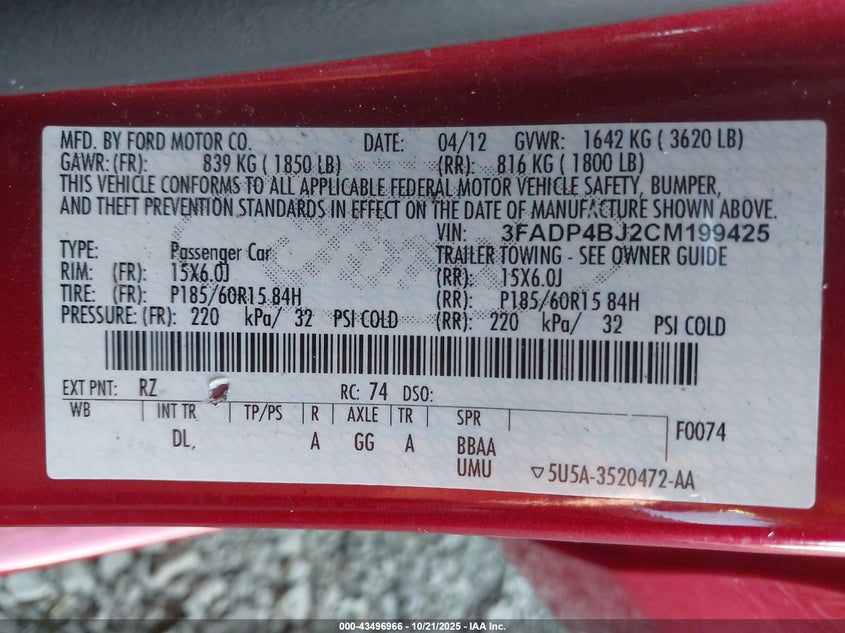 MFD. BY FORD MOTOR CO. DATE: 04/12 GVWR: 1642 KG ( 3620 LB)
GAWR: (FR): 839 KG ( 1850 LB) (RR): 816 KG ( 1800 LB)
THIS VEHICLE CONFORMS TO ALL APPLICABLE FEDERAL MOTOR VEHICLE SAFETY, BUMPER,
AND THEFT PREVENTION STANDARDS IN EFFECT ON THE DATE OF MANUFACTURE SHOWN ABOVE.
VIN: 3FADP4BJ2CM199425
TYPE: Passenger Car TRAILER TOWING - SEE OWNER GUIDE
RIM: (FR): 15X6.0J (RR): 15X6.0J
TIRE: (FR): P185/60R15 84H (RR): P185/60R15 84H
PRESSURE: (FR): 220 kPa/ 32 PSI COLD (RR): 220 kPa/ 32 PSI COLD
EXT PNT: RZ RC: 74 DSO:
WB INT TR TP/PS R AXLE TR SPR F0074
DL, A GG A BBAA
UMU ▽5U5A-3520472-AA
000-43496966 - 10/21/2025 - IAA Inc.